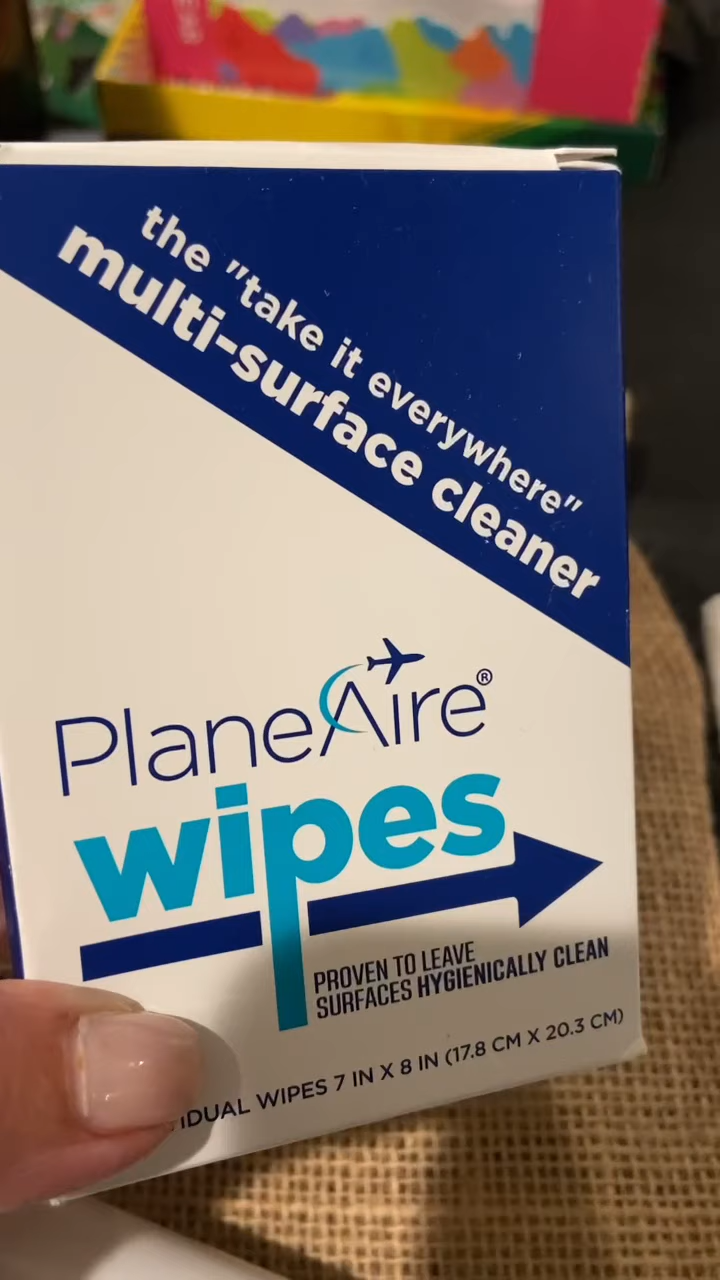 the "take it everywhere"
multi-surface cleaner
PlaneAire®
wipes
PROVEN TO LEAVE
SURFACES HYGIENICALLY CLEAN
WIPES 7 IN X 8 IN (17.8 CM X 20.3 CM)